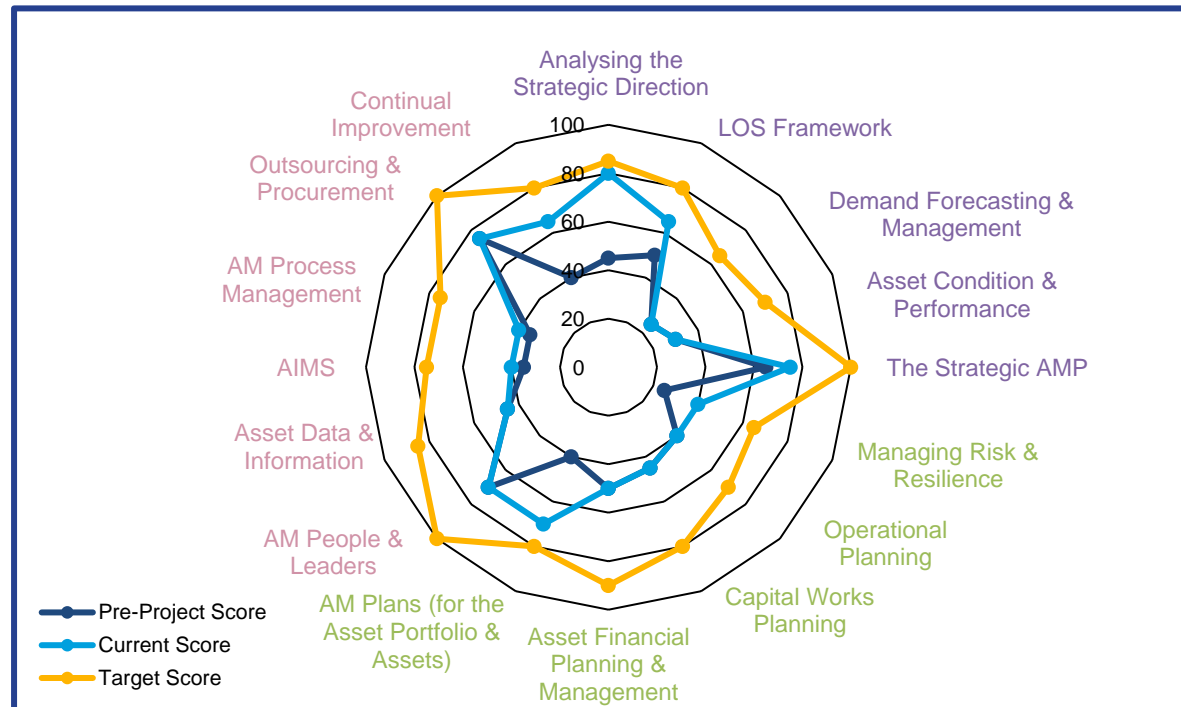 Analysing the
Strategic Direction
LOS Framework
Demand Forecasting &
Management
Asset Condition &
Performance
The Strategic AMP
Managing Risk &
Resilience
Operational
Planning
Capital Works
Planning
Asset Financial
Planning &
Management
AM Plans (for the
Asset Portfolio &
Assets)
AM People &
Leaders
Asset Data &
Information
AIMS
AM Process
Management
Outsourcing &
Procurement
Continual
Improvement
100
80
60
40
20
0
Pre-Project Score
Current Score
Target Score